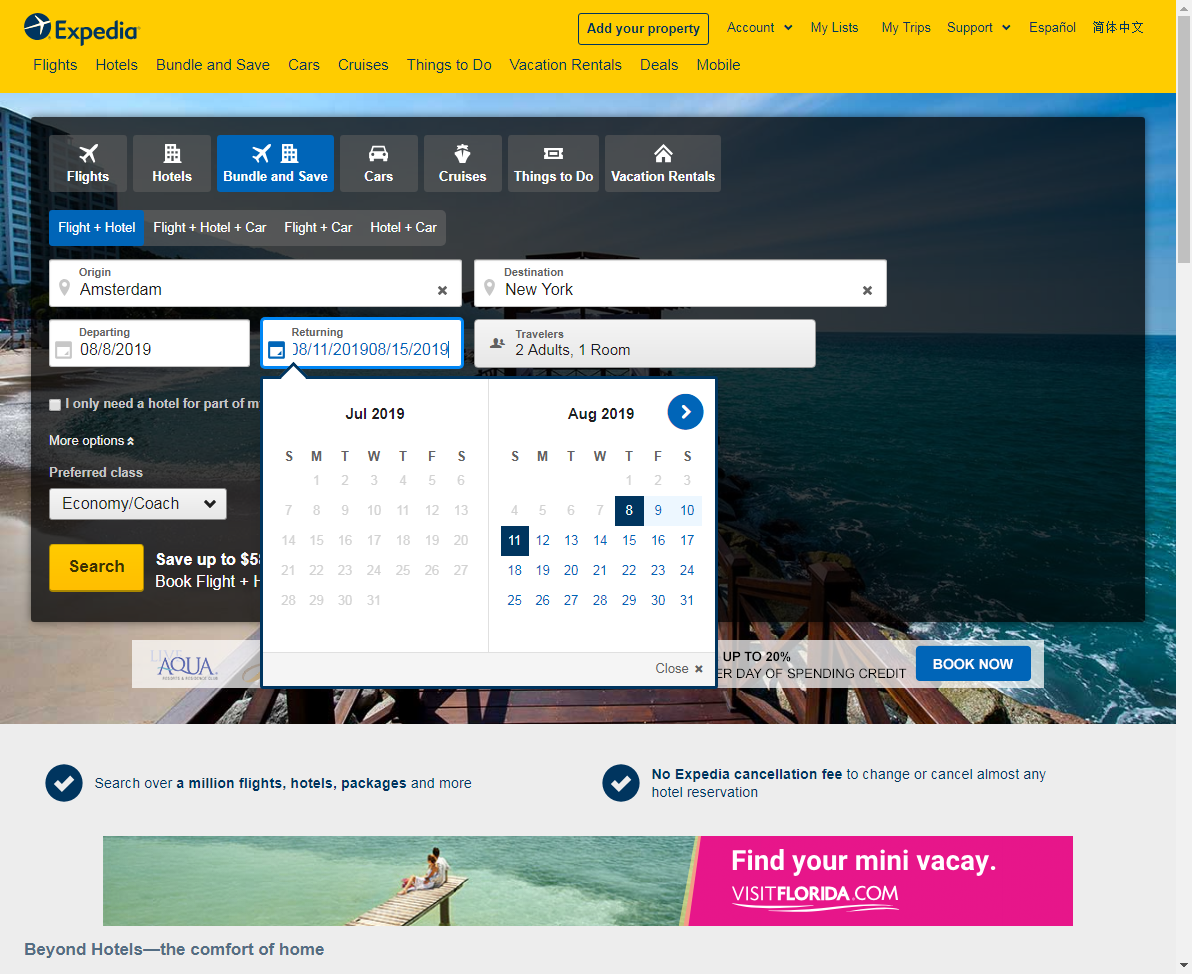 Expedia
Add your property
Account
My Lists
My Trips
Support
Español
简体中文
Flights
Hotels
Bundle and Save
Cars
Cruises
Things to Do
Vacation Rentals
Deals
Mobile
Flights
Hotels
Bundle and Save
Cars
Cruises
Things to Do
Vacation Rentals
Flight + Hotel
Flight + Hotel + Car
Flight + Car
Hotel + Car
Origin
Amsterdam
Destination
New York
Departing
08/8/2019
Returning
08/11/201908/15/2019
Travelers
2 Adults, 1 Room
I only need a hotel for part of m
More options
Preferred class
Economy/Coach
Search
Save up to $5
Book Flight + H
Jul 2019
S M T W T F S
1 2 3 4 5 6
7 8 9 10 11 12 13
14 15 16 17 18 19 20
21 22 23 24 25 26 27
28 29 30 31
Aug 2019
S M T W T F S
1 2 3
4 5 6 7 8 9 10
11 12 13 14 15 16 17
18 19 20 21 22 23 24
25 26 27 28 29 30 31
Close
LIVE
AQUA
UP TO 20%
ER DAY OF SPENDING CREDIT
BOOK NOW
Search over a million flights, hotels, packages and more
No Expedia cancellation fee to change or cancel almost any
hotel reservation
Find your mini vacay.
VISITFLORIDA.COM
Beyond Hotels—the comfort of home